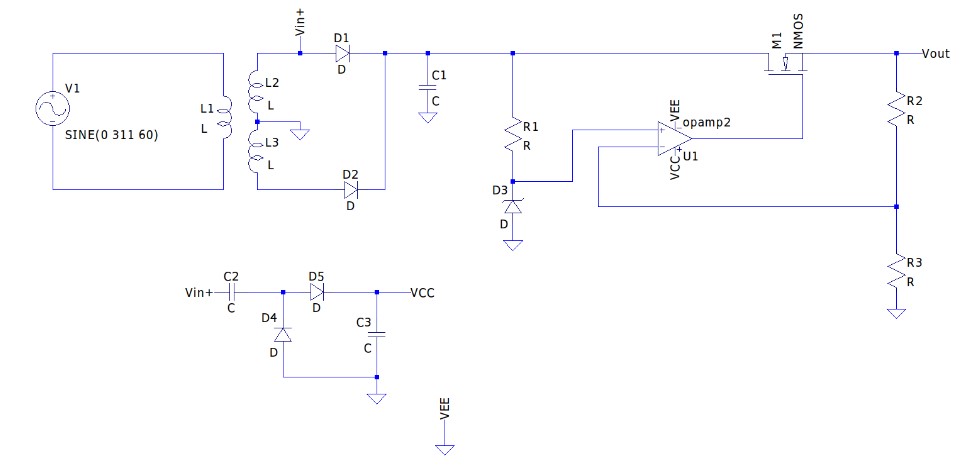 Vin+
D1
D
V1
SINE(0 311 60)
L1
L
L2
L
L3
L
D2
D
C1
C
R1
R
D3
D
VEE
opamp2
VCC
U1
M1
NMOS
Vout
R2
R
R3
R
Vin+
C2
C
D5
D
VCC
D4
D
C3
C
VEE